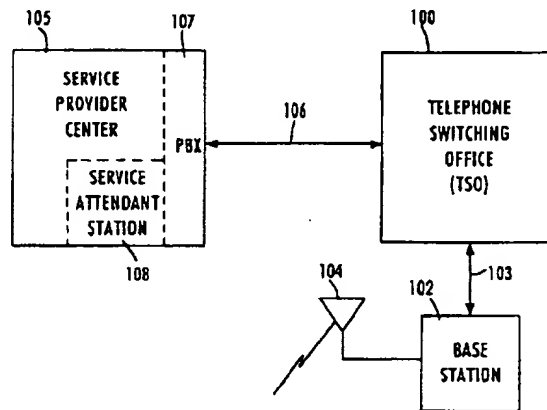 105
107
100
SERVICE
PROVIDER
CENTER
PBX
SERVICE
ATTENDANT
STATION
108
106
TELEPHONE
SWITCHING
OFFICE
(TSO)
104
103
102
BASE
STATION